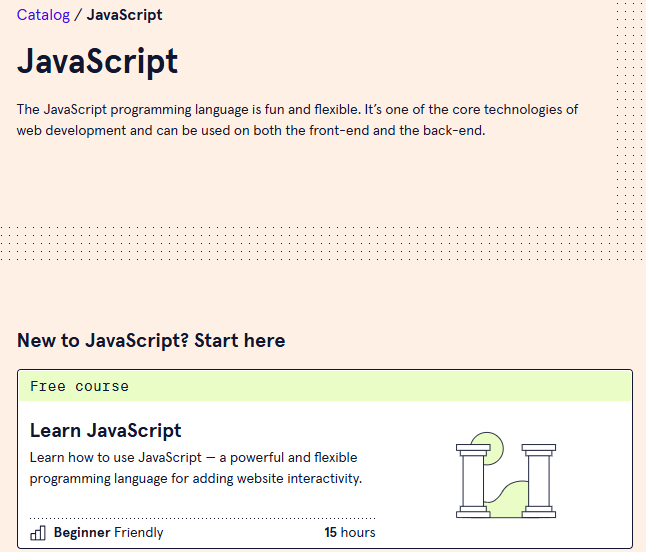 Catalog / JavaScript
JavaScript
The JavaScript programming language is fun and flexible. It’s one of the core technologies of
web development and can be used on both the front-end and the back-end.
New to JavaScript? Start here
Free course
Learn JavaScript
Learn how to use JavaScript — a powerful and flexible
programming language for adding website interactivity.
Beginner Friendly 15 hours